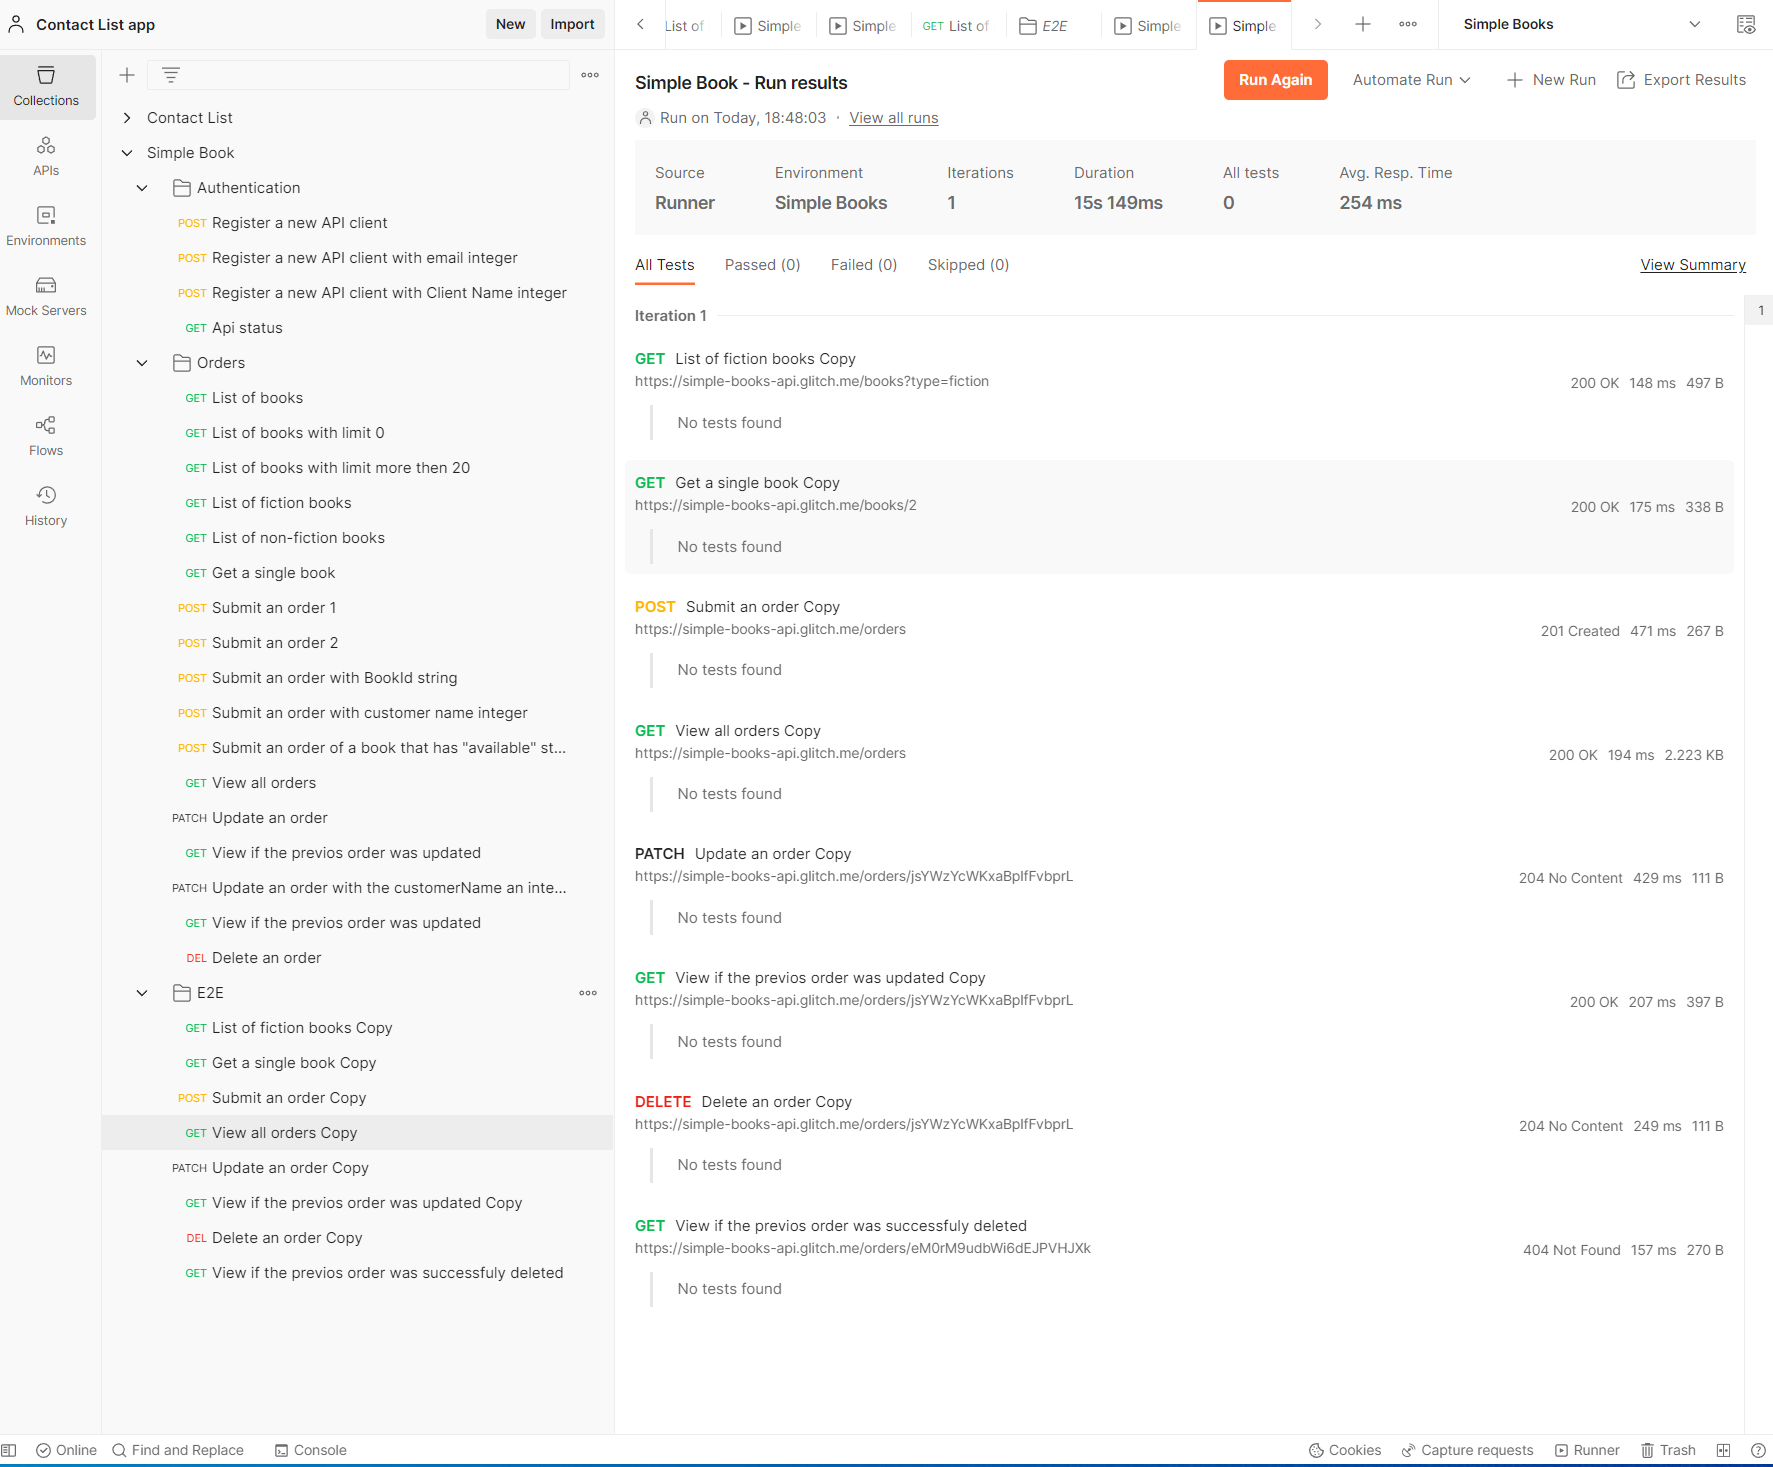 Contact List app
New
Import
List of
Simple
Simple
GET List of
E2E
Simple
Simple
Simple Books
Collections
APIs
Environments
Mock Servers
Monitors
Flows
History
Contact List
Simple Book
Authentication
POST Register a new API client
POST Register a new API client with email integer
POST Register a new API client with Client Name integer
GET Api status
Orders
GET List of books
GET List of books with limit 0
GET List of books with limit more then 20
GET List of fiction books
GET List of non-fiction books
GET Get a single book
POST Submit an order 1
POST Submit an order 2
POST Submit an order with BookId string
POST Submit an order with customer name integer
POST Submit an order of a book that has "available" st...
GET View all orders
PATCH Update an order
GET View if the previos order was updated
PATCH Update an order with the customerName an inte...
GET View if the previos order was updated
DEL Delete an order
E2E
GET List of fiction books Copy
GET Get a single book Copy
POST Submit an order Copy
GET View all orders Copy
PATCH Update an order Copy
GET View if the previos order was updated Copy
DEL Delete an order Copy
GET View if the previos order was successfuly deleted
Simple Book - Run results
Run Again
Automate Run
New Run
Export Results
Run on Today, 18:48:03 · View all runs
Source Environment Iterations Duration All tests Avg. Resp. Time
Runner Simple Books 1 15s 149ms 0 254 ms
All Tests Passed (0) Failed (0) Skipped (0) View Summary
Iteration 1
1
GET List of fiction books Copy
https://simple-books-api.glitch.me/books?type=fiction
200 OK 148 ms 497 B
No tests found
GET Get a single book Copy
https://simple-books-api.glitch.me/books/2
200 OK 175 ms 338 B
No tests found
POST Submit an order Copy
https://simple-books-api.glitch.me/orders
201 Created 471 ms 267 B
No tests found
GET View all orders Copy
https://simple-books-api.glitch.me/orders
200 OK 194 ms 2.223 KB
No tests found
PATCH Update an order Copy
https://simple-books-api.glitch.me/orders/jsYWzYcWKxaBplfFvbprL
204 No Content 429 ms 111 B
No tests found
GET View if the previos order was updated Copy
https://simple-books-api.glitch.me/orders/jsYWzYcWKxaBplfFvbprL
200 OK 207 ms 397 B
No tests found
DELETE Delete an order Copy
https://simple-books-api.glitch.me/orders/jsYWzYcWKxaBplfFvbprL
204 No Content 249 ms 111 B
No tests found
GET View if the previos order was successfuly deleted
https://simple-books-api.glitch.me/orders/eM0rM9udbWi6dEJPVHJXk
404 Not Found 157 ms 270 B
No tests found
Online Find and Replace Console Cookies Capture requests Runner Trash